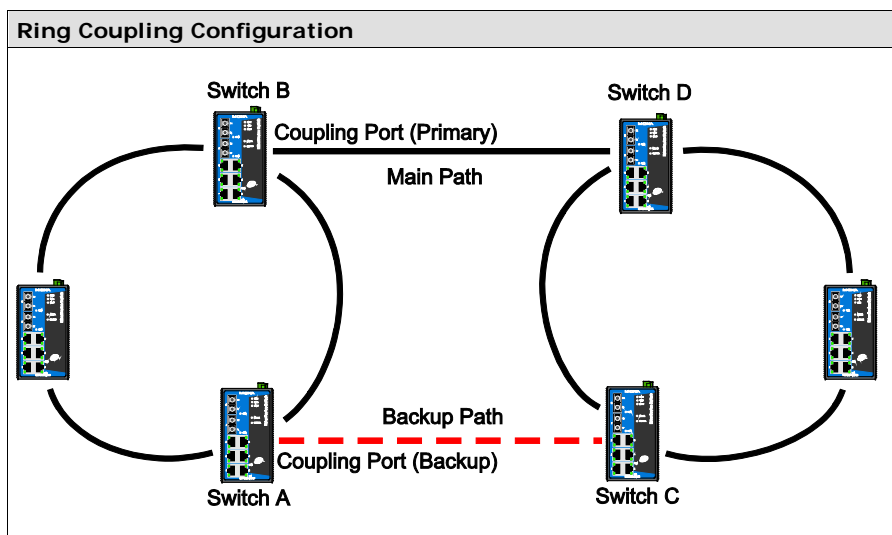 Ring Coupling Configuration
Switch B
Switch D
Coupling Port (Primary)
Main Path
Backup Path
Coupling Port (Backup)
Switch A
Switch C